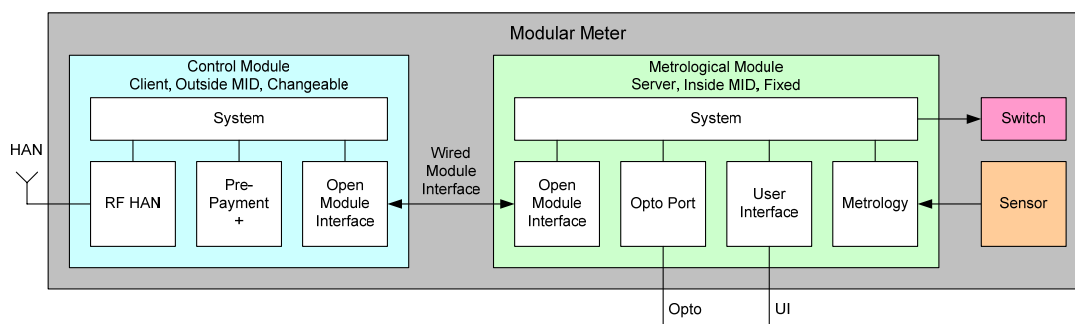 Modular Meter
Control Module
Client, Outside MID, Changeable
System
HAN
RF HAN
Pre-
Payment
+
Open
Module
Interface
Wired
Module
Interface
Metrological Module
Server, Inside MID, Fixed
System
Open
Module
Interface
Opto Port
User
Interface
Metrology
Switch
Sensor
Opto
UI